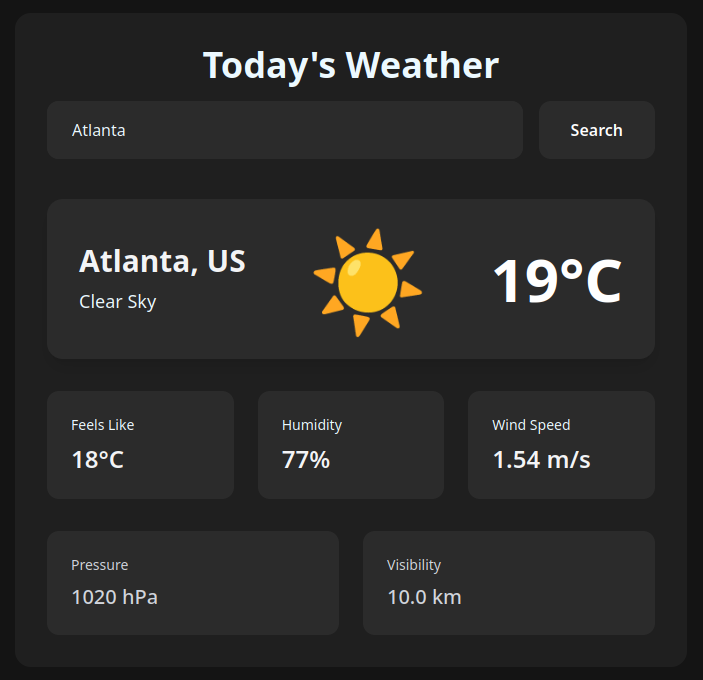 Today's Weather
Atlanta
Search
Atlanta, US
Clear Sky
19°C
Feels Like
18°C
Humidity
77%
Wind Speed
1.54 m/s
Pressure
1020 hPa
Visibility
10.0 km